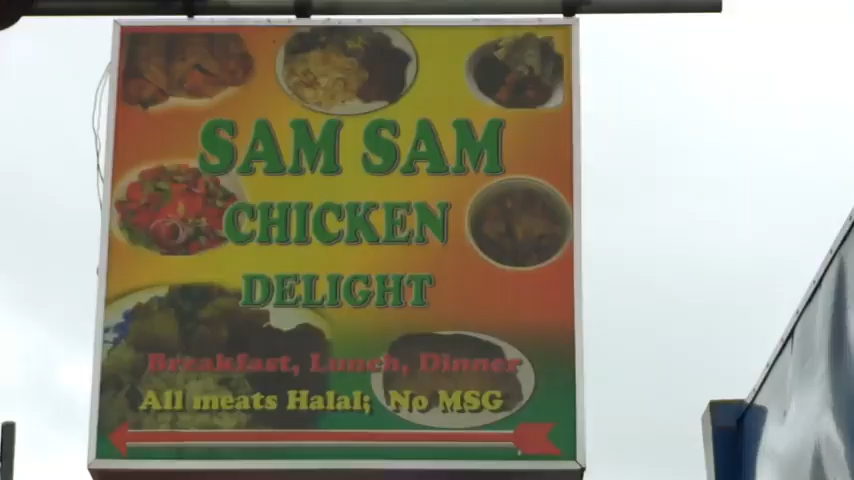 SAM SAM
CHICKEN
DELIGHT
Breakfast, Lunch, Dinner
All meats Halal; No MSG